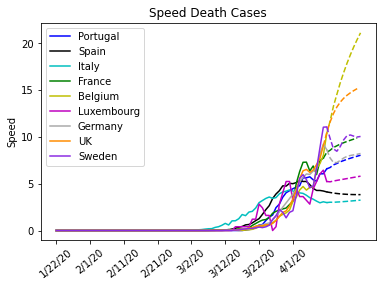 Speed Death Cases
Speed
20
15
10
5
0
Portugal
Spain
Italy
France
Belgium
Luxembourg
Germany
UK
Sweden
1/22/20
2/1/20
2/11/20
2/21/20
3/2/20
3/12/20
3/22/20
4/1/20